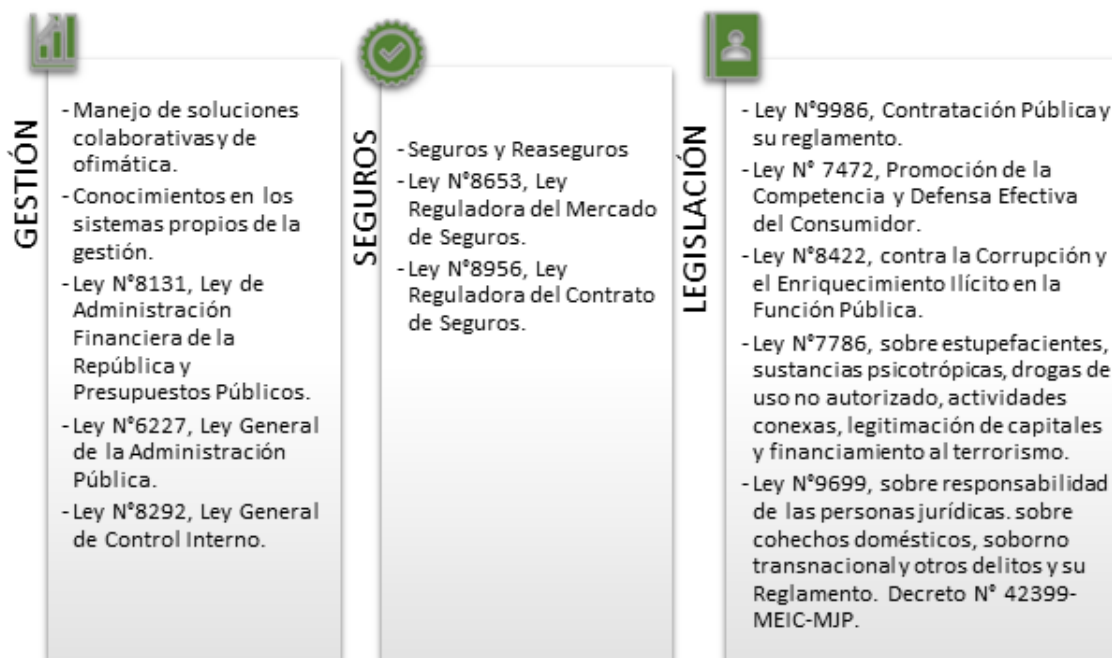 GESTIÓN
- Manejo de soluciones
colaborativas y de
ofimática.
- Conocimientos en los
sistemas propios de la
gestión.
- Ley N°8131, Ley de
Administración
Financiera de la
República y
Presupuestos Públicos.
- Ley N°6227, Ley General
de la Administración
Pública.
- Ley N°8292, Ley General
de Control Interno.
SEGUROS
- Seguros y Reaseguros
- Ley N°8653, Ley
Reguladora del Mercado
de Seguros.
- Ley N°8956, Ley
Reguladora del Contrato
de Seguros.
LEGISLACIÓN
- Ley N°9986, Contratación Pública y
su reglamento.
- Ley N° 7472, Promoción de la
Competencia y Defensa Efectiva
del Consumidor.
- Ley N°8422, contra la Corrupción y
el Enriquecimiento Ilícito en la
Función Pública.
- Ley N°7786, sobre estupefacientes,
sustancias psicotrópicas, drogas de
uso no autorizado, actividades
conexas, legitimación de capitales
y financiamiento al terrorismo.
- Ley N°9699, sobre responsabilidad
de las personas jurídicas. sobre
cohechos domésticos, soborno
transnacional y otros delitos y su
Reglamento. Decreto N° 42399-
MEIC-MJP.